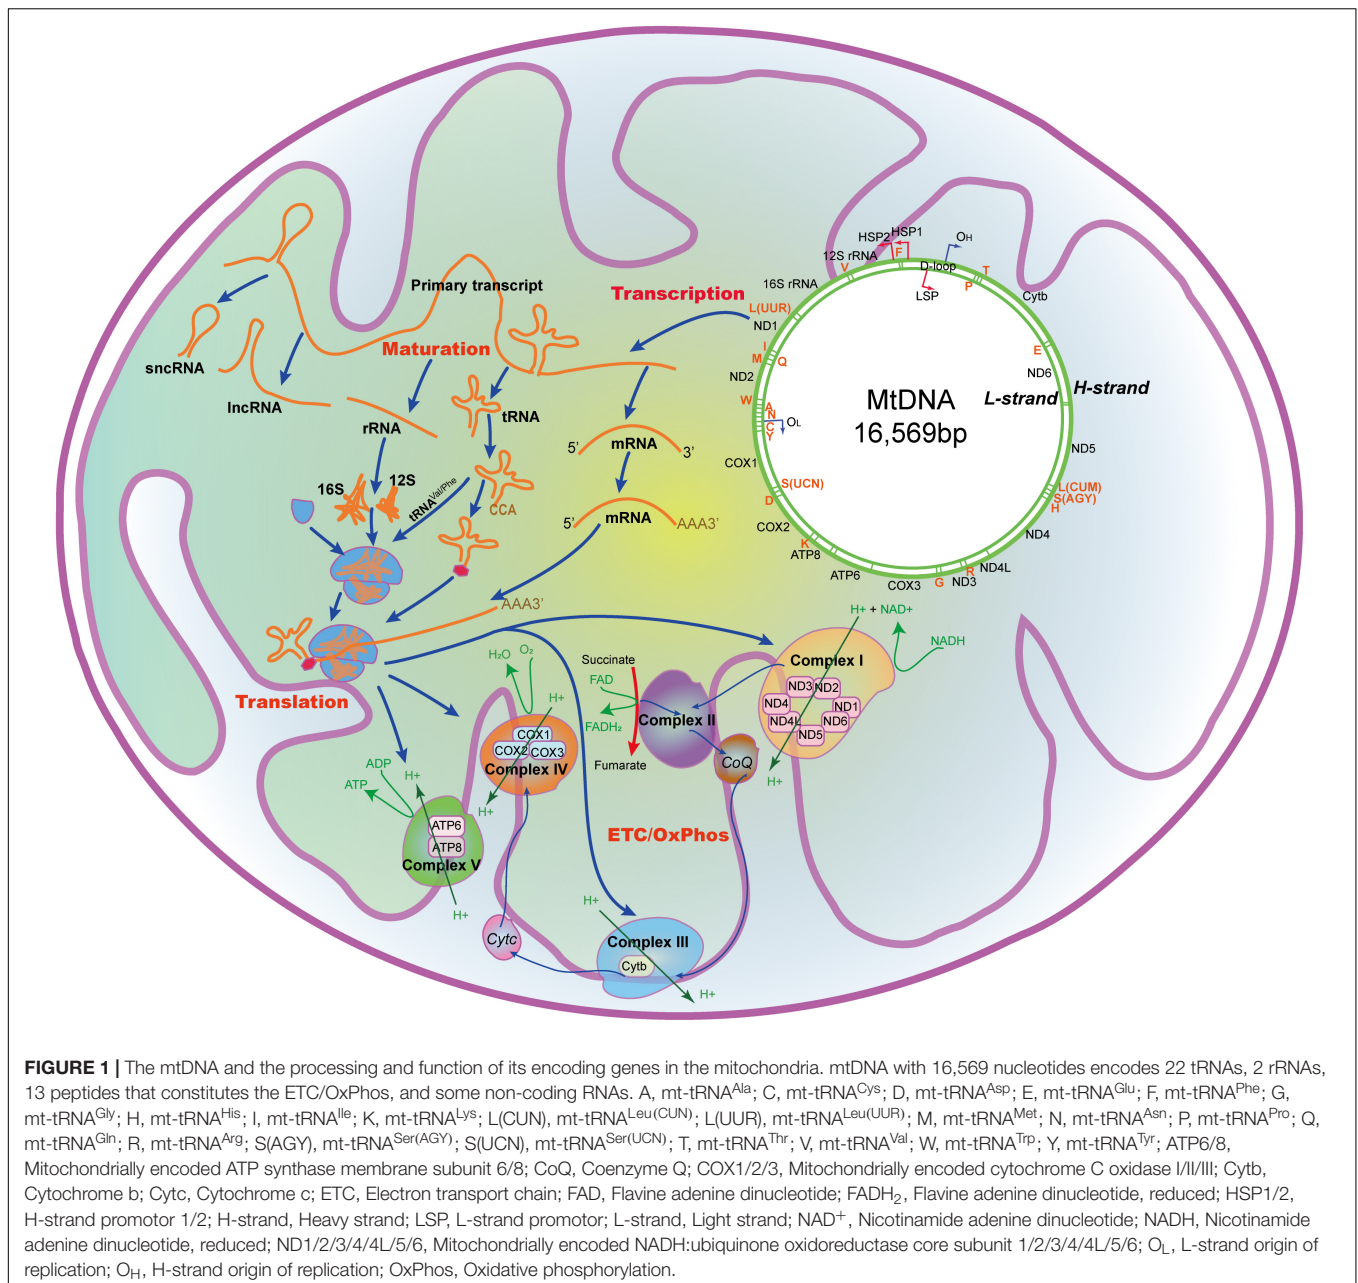 HSP2
HSP1
OH
12S rRNA
F
V
D-loop
T
P
LSP
16S rRNA
Cytb
L(UUR)
ND1
I
M
Q
ND2
E
ND6
W
A
N
C
Y
OL
MtDNA
16,569bp
L-strand
H-strand
COX1
ND5
S(UCN)
D
L(CUM)
S(AGY)
H
COX2
K
ATP8
ATP6
COX3
G
ND3
R
ND4L
ND4
Primary transcript
Transcription
Maturation
sncRNA
lncRNA
rRNA
tRNA
5’
mRNA
3’
16S
12S
tRNAVal/Phe
CCA
5’
mRNA
AAA3’
AAA3’
Translation
H+ + NAD+
NADH
Complex I
ND3
ND2
ND4
ND1
ND4L
ND6
ND5
H+
H2O
O2
H+
COX1
COX2
COX3
Complex IV
H+
Succinate
FAD
FADH2
Fumarate
Complex II
CoQ
ADP
ATP
H+
ATP6
ATP8
Complex V
H+
ETC/OxPhos
H+
Complex III
Cytb
H+
Cytc
FIGURE 1 | The mtDNA and the processing and function of its encoding genes in the mitochondria. mtDNA with 16,569 nucleotides encodes 22 tRNAs, 2 rRNAs,
13 peptides that constitutes the ETC/OxPhos, and some non-coding RNAs. A, mt-tRNAAla; C, mt-tRNACys; D, mt-tRNAAsp; E, mt-tRNAGlu; F, mt-tRNAPhe; G,
mt-tRNAGly; H, mt-tRNAHis; I, mt-tRNAIle; K, mt-tRNALys; L(CUN), mt-tRNALeu(CUN); L(UUR), mt-tRNALeu(UUR); M, mt-tRNAMet; N, mt-tRNAAsn; P, mt-tRNAPro; Q,
mt-tRNAGln; R, mt-tRNAArg; S(AGY), mt-tRNASer(AGY); S(UCN), mt-tRNASer(UCN); T, mt-tRNAThr; V, mt-tRNAVal; W, mt-tRNATrp; Y, mt-tRNATyr; ATP6/8,
Mitochondrially encoded ATP synthase membrane subunit 6/8; CoQ, Coenzyme Q; COX1/2/3, Mitochondrially encoded cytochrome C oxidase I/II/III; Cytb,
Cytochrome b; Cytc, Cytochrome c; ETC, Electron transport chain; FAD, Flavine adenine dinucleotide; FADH2, Flavine adenine dinucleotide, reduced; HSP1/2,
H-strand promotor 1/2; H-strand, Heavy strand; LSP, L-strand promotor; L-strand, Light strand; NAD+, Nicotinamide adenine dinucleotide; NADH, Nicotinamide
adenine dinucleotide, reduced; ND1/2/3/4/4L/5/6, Mitochondrially encoded NADH:ubiquinone oxidoreductase core subunit 1/2/3/4/4L/5/6; OL, L-strand origin of
replication; OH, H-strand origin of replication; OxPhos, Oxidative phosphorylation.